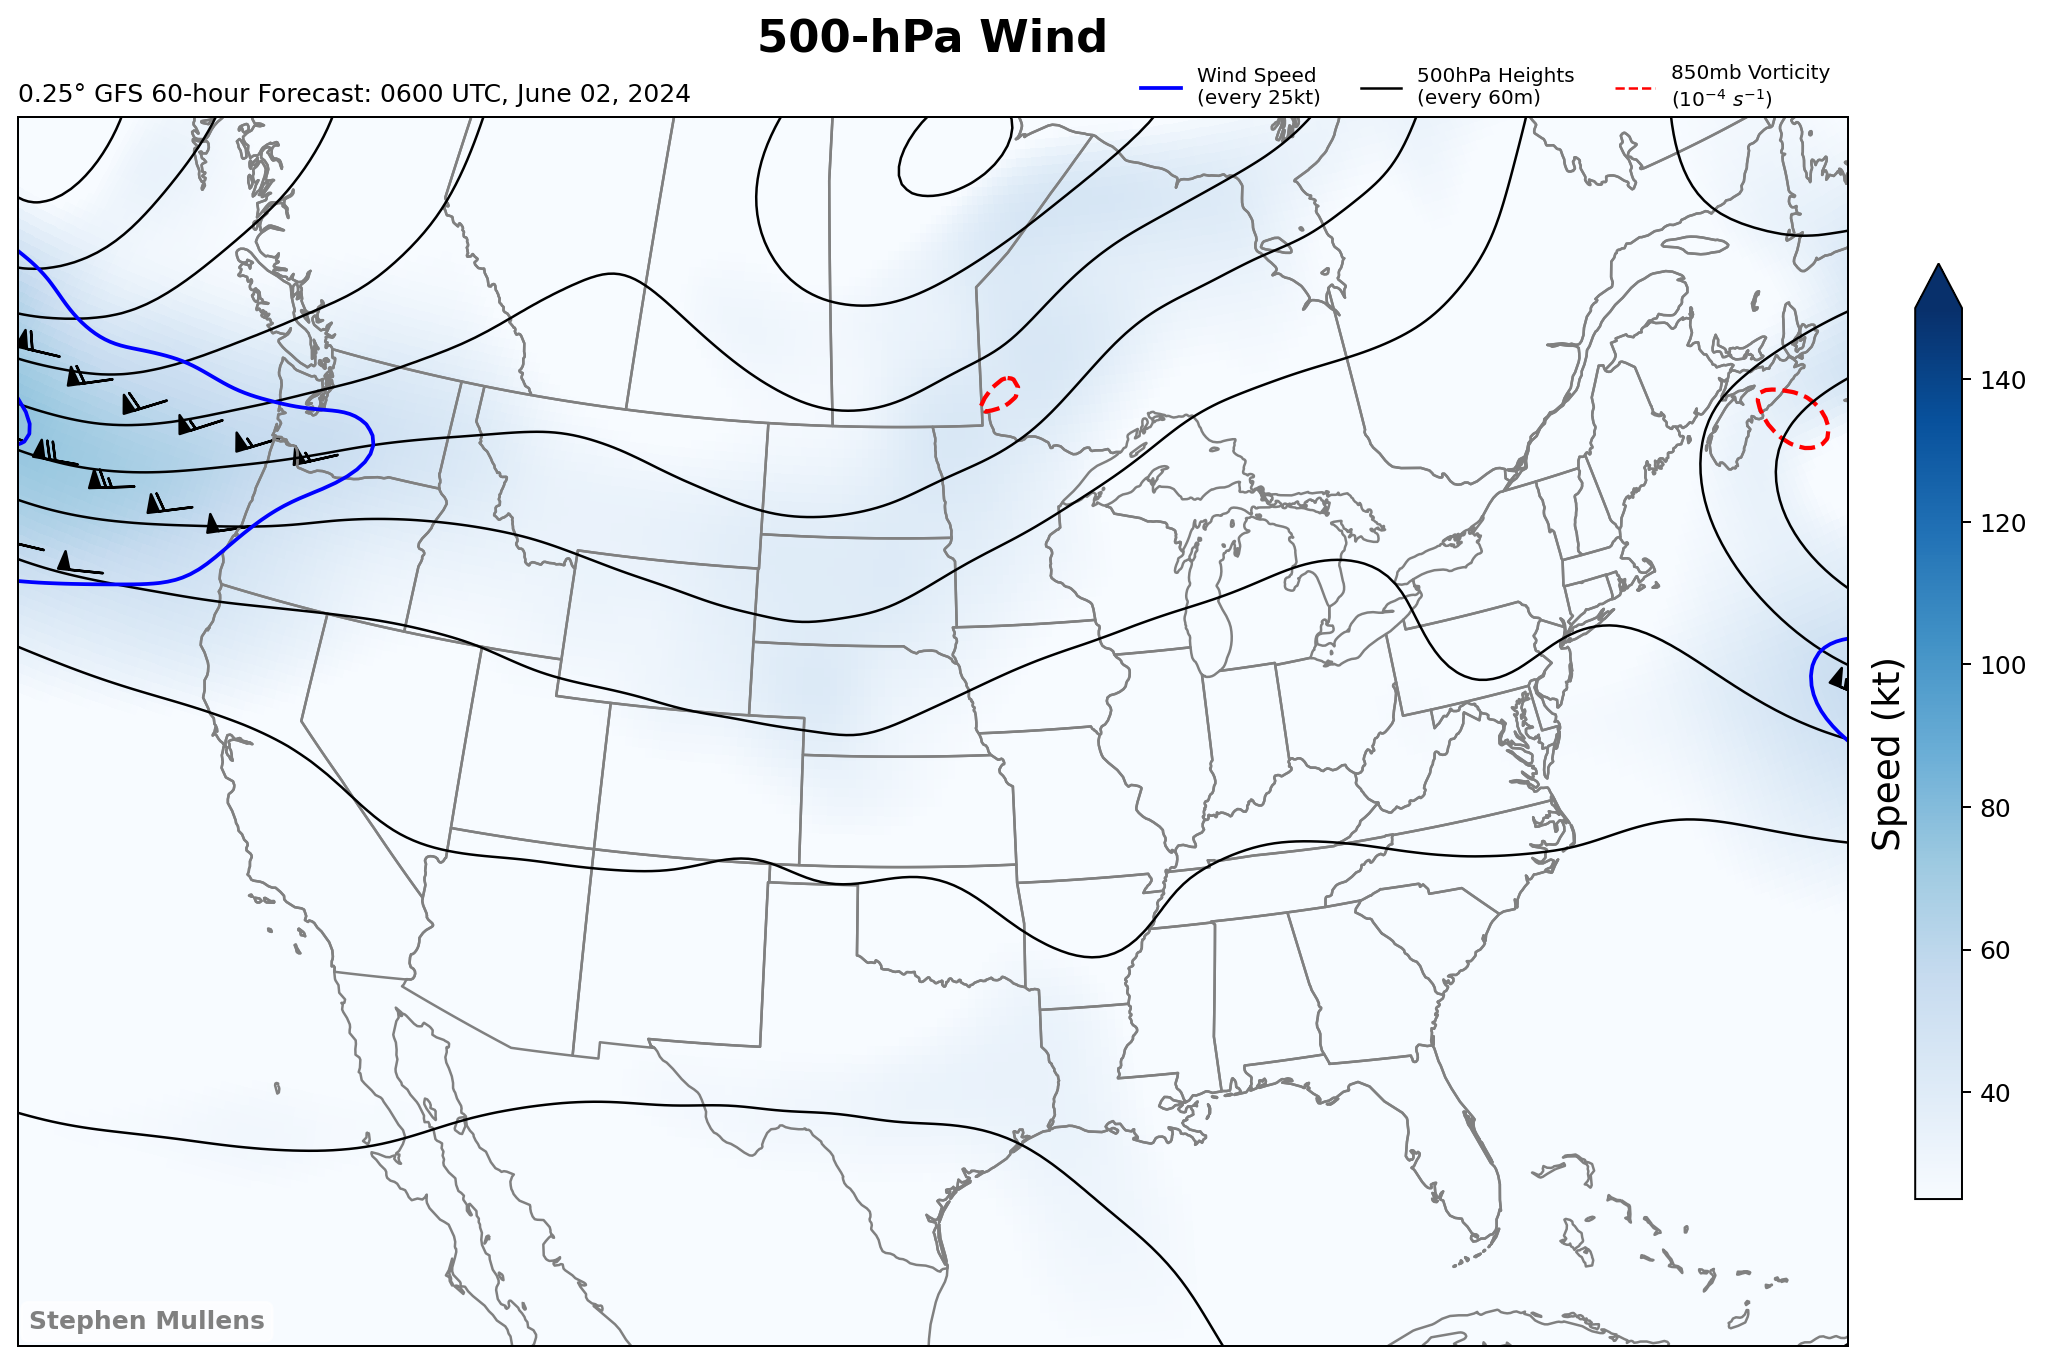 500-hPa Wind
0.25° GFS 60-hour Forecast: 0600 UTC, June 02, 2024
Wind Speed
(every 25kt)
500hPa Heights
(every 60m)
850mb Vorticity
(10⁻⁴ s⁻¹)
140
120
100
80
60
40
Speed (kt)
Stephen Mullens